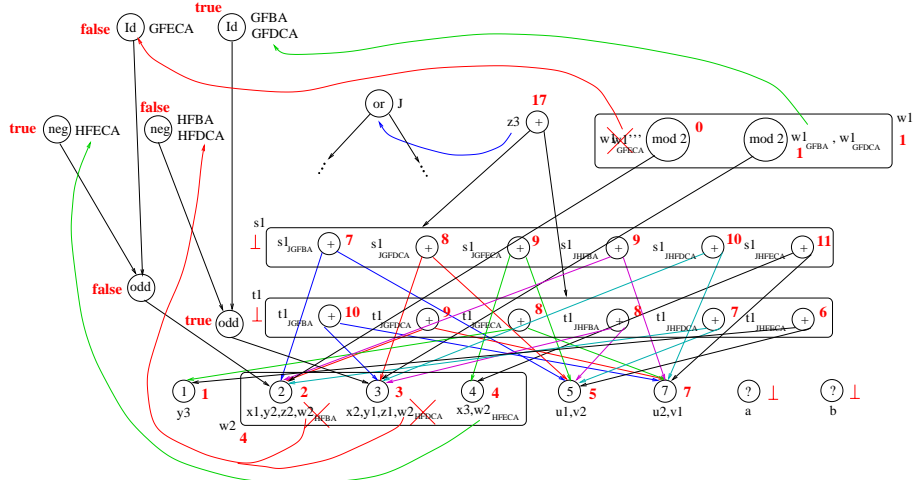 true
false Id GFECA
Id GFBA
GFDCA
true neg HFECA
false
neg HFBA
HFDCA
or J
17
z3 +
mod 2 0
GFECA
mod 2 w1 GFBA , w1 GFDCA
1
w1
1
s1
⊥
s1 JGFBA + 7
s1 JGFDCA + 8
s1 JGFECA + 9
s1 JHFBA + 9
s1 JHFDCA + 10
s1 JHFECA + 11
false odd
true odd
t1
⊥
t1 JGFBA + 10
t1 JGFDCA + 9
t1 JGFECA + 8
t1 JHFBA + 8
t1 JHFDCA + 7
t1 JHFECA + 6
1 1
y3
2 2
x1,y2,z2,w2 HFBA
3 3
x2,y1,z1,w2 HFDCA
4 4
x3,w2 HFECA
w2
4
5 5
u1,v2
7 7
u2,v1
? ⊥
a
? ⊥
b